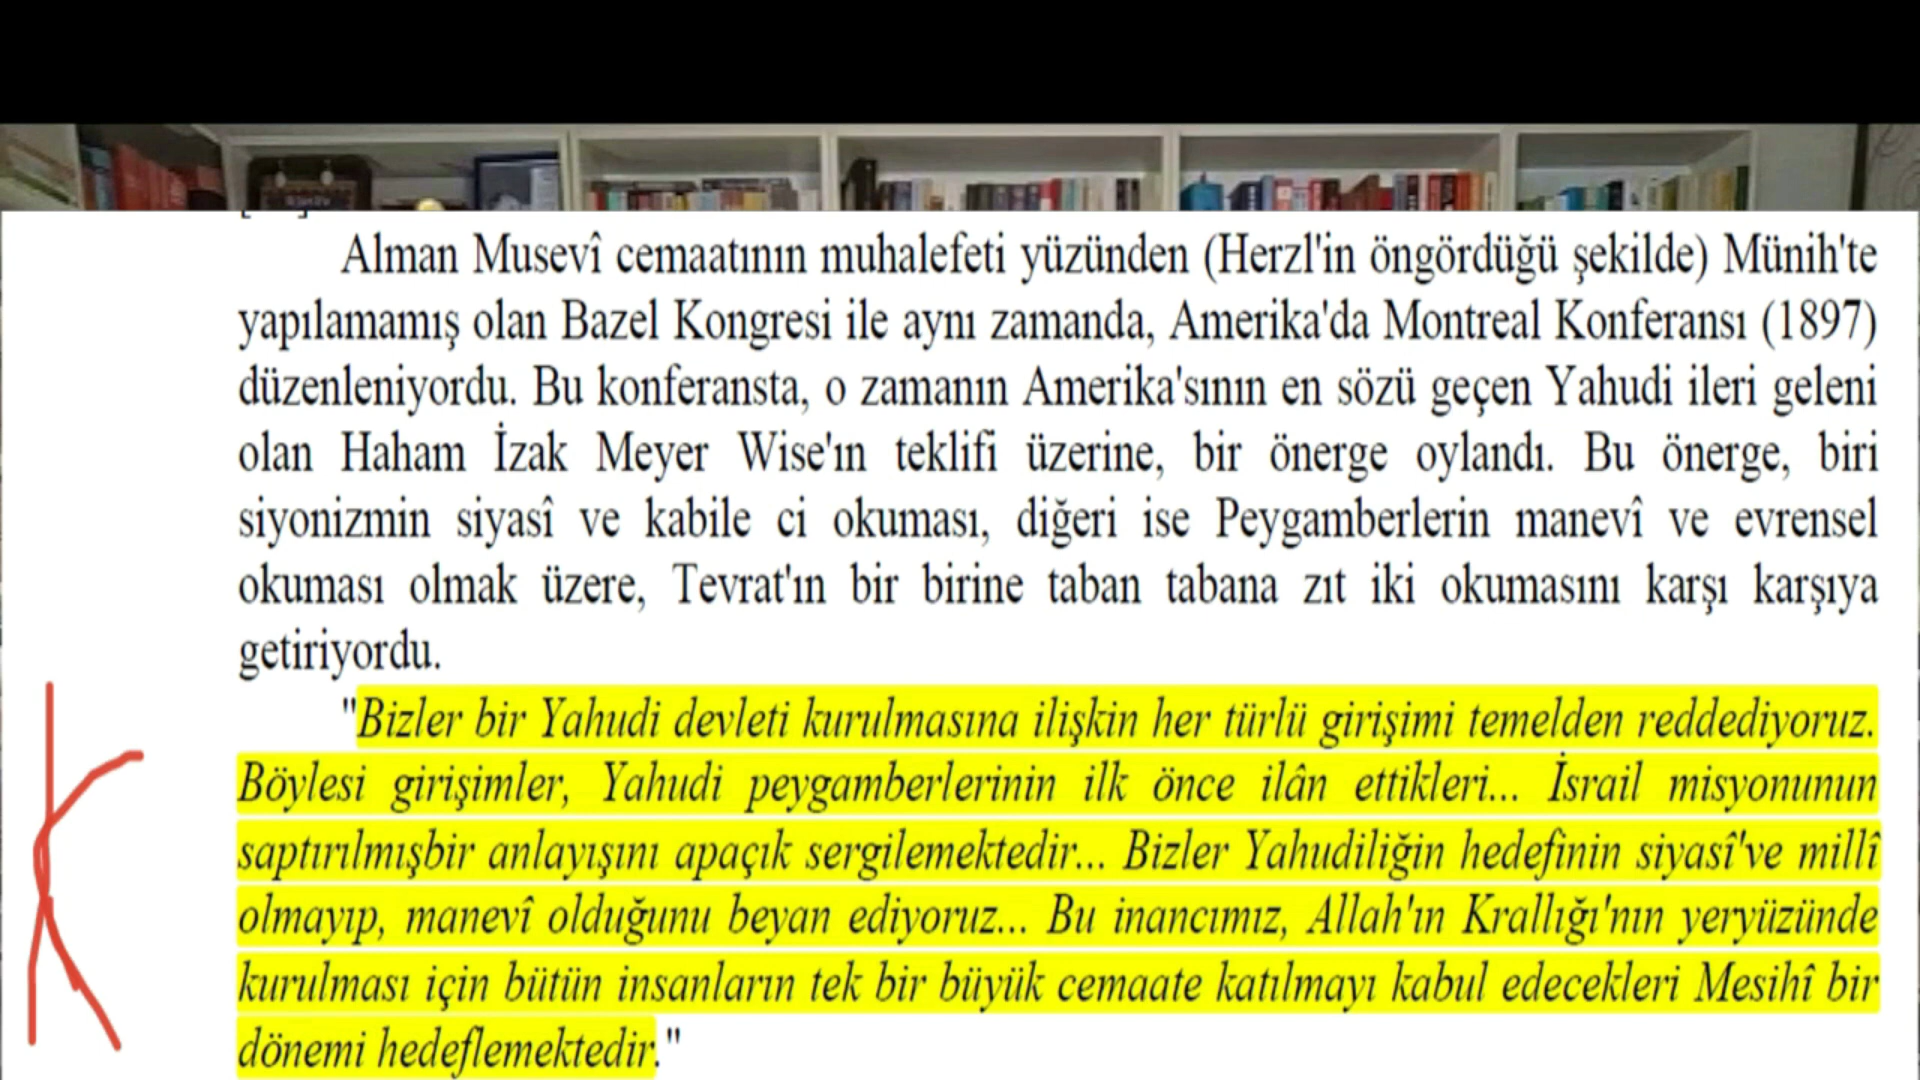 Alman Musevî cemaatının muhalefeti yüzünden (Herzl'in öngördüğü şekilde) Münih'te
yapılamamış olan Bazel Kongresi ile aynı zamanda, Amerika'da Montreal Konferansı (1897)
düzenleniyordu. Bu konferansta, o zamanın Amerika'sının en sözü geçen Yahudi ileri geleni
olan Haham İzak Meyer Wise'ın teklifi üzerine, bir önerge oylandı. Bu önerge, biri
siyonizmin siyasî ve kabile ci okuması, diğeri ise Peygamberlerin manevî ve evrensel
okuması olmak üzere, Tevrat'ın bir birine taban tabana zıt iki okumasını karşı karşıya
getiriyordu.
"Bizler bir Yahudi devleti kurulmasına ilişkin her türlü girişimi temelden reddediyoruz.
Böylesi girişimler, Yahudi peygamberlerinin ilk önce ilân ettikleri... İsrail misyonunun
saptırılmışbir anlayışını apaçık sergilemektedir... Bizler Yahudiliğin hedefinin siyasî've millî
olmayıp, manevî olduğunu beyan ediyoruz... Bu inancımız, Allah'ın Krallığı'nın yeryüzünde
kurulması için bütün insanların tek bir büyük cemaate katılmayı kabul edecekleri Mesihî bir
dönemi hedeflemektedir."